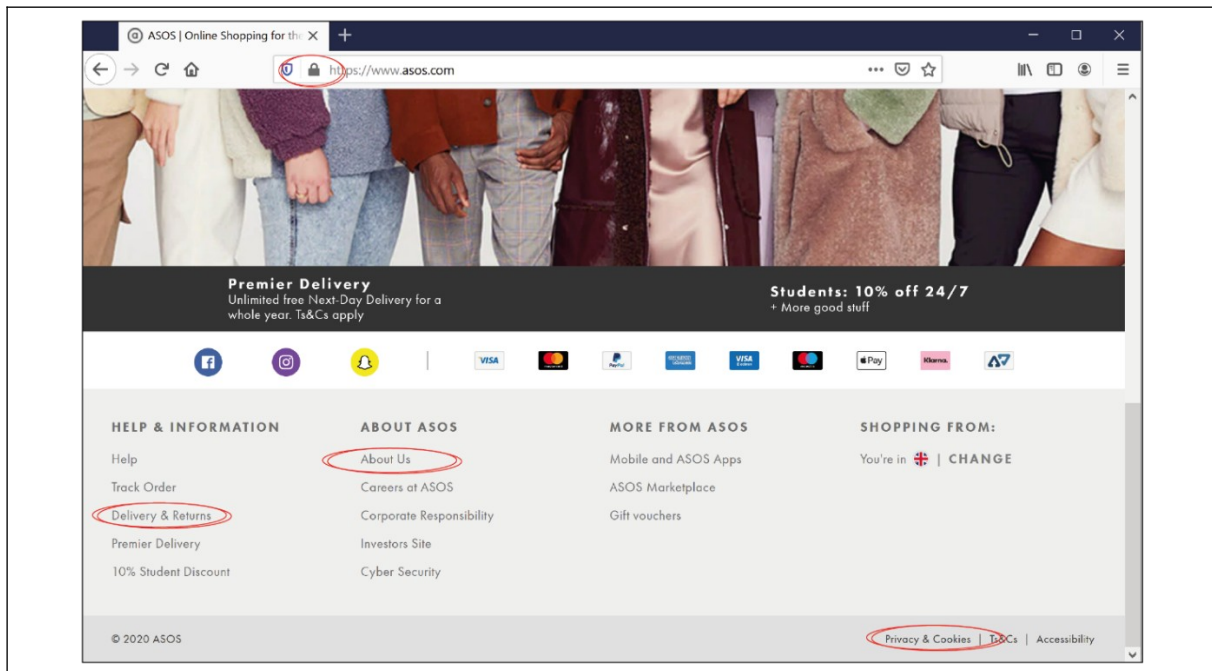 ASOS | Online Shopping for the
https://www.asos.com
Premier Delivery
Unlimited free Next-Day Delivery for a
whole year. Ts&Cs apply
Students: 10% off 24/7
+ More good stuff
VISA
PayPal
VISA
Pay
Klarna.
HELP & INFORMATION
Help
Track Order
Delivery & Returns
Premier Delivery
10% Student Discount
ABOUT ASOS
About Us
Careers at ASOS
Corporate Responsibility
Investors Site
Cyber Security
MORE FROM ASOS
Mobile and ASOS Apps
ASOS Marketplace
Gift vouchers
SHOPPING FROM:
You're in | CHANGE
© 2020 ASOS
Privacy & Cookies | Ts&Cs | Accessibility